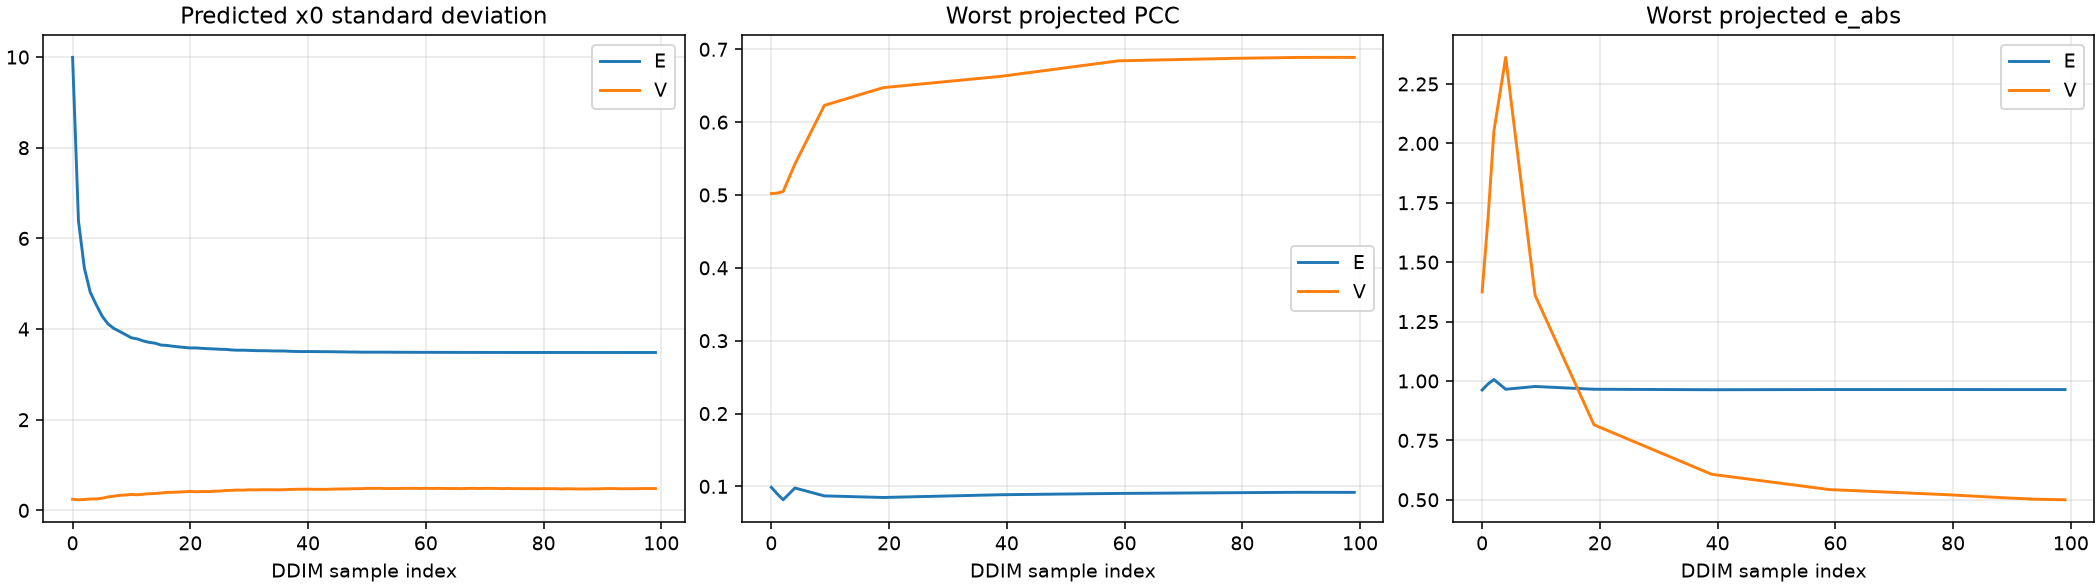 Predicted x0 standard deviation
10
8
6
4
2
0
0 20 40 60 80 100
DDIM sample index
E
V
Worst projected PCC
0.7
0.6
0.5
0.4
0.3
0.2
0.1
0 20 40 60 80 100
DDIM sample index
E
V
Worst projected e_abs
2.25
2.00
1.75
1.50
1.25
1.00
0.75
0.50
0 20 40 60 80 100
DDIM sample index
E
V